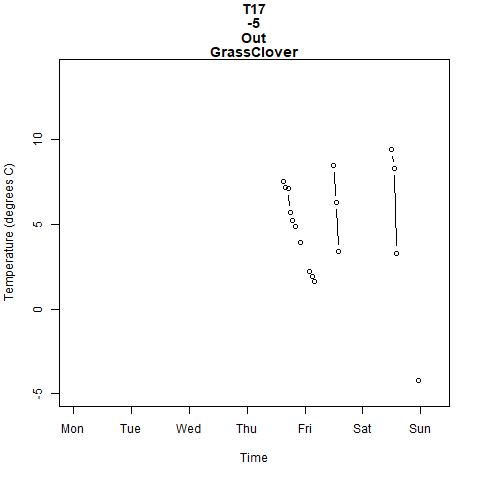 T17
-5
Out
GrassClover
10
5
0
-5
Temperature (degrees C)
Mon Tue Wed Thu Fri Sat Sun
Time